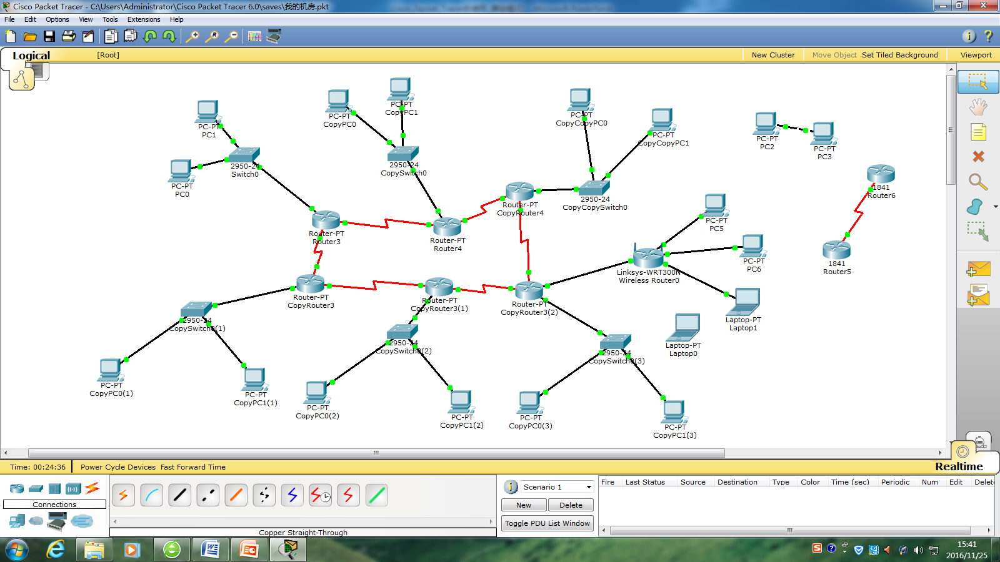 Cisco Packet Tracer - C:\Users\Administrator\Cisco Packet Tracer 6.0\saves\我的机房.pkt
File Edit Options View Tools Extensions Help
Logical [Root] New Cluster Move Object Set Tiled Background Viewport
PC-PT
PC1
PC-PT
PC0
2950-24
Switch0
PC-PT
CopyPC0
PC-PT
CopyPC1
2950-24
CopySwitch0
PC-PT
CopyCopyPC0
PC-PT
CopyCopyPC1
2950-24
CopyCopySwitch0
PC-PT
PC2
PC-PT
PC3
1841
Router6
1841
Router5
Router-PT
Router3
Router-PT
Router4
Router-PT
CopyRouter4
PC-PT
PC5
PC-PT
PC6
Linksys-WRT300N
Wireless Router0
Laptop-PT
Laptop1
Laptop-PT
Laptop0
Router-PT
CopyRouter3
Router-PT
CopyRouter3(1)
Router-PT
CopyRouter3(2)
2950-24
CopySwitch0(1)
2950-24
CopySwitch0(2)
2950-24
CopySwitch0(3)
PC-PT
CopyPC0(1)
PC-PT
CopyPC1(1)
PC-PT
CopyPC0(2)
PC-PT
CopyPC1(2)
PC-PT
CopyPC0(3)
PC-PT
CopyPC1(3)
Time: 00:24:36 Power Cycle Devices Fast Forward Time
Realtime
Connections
Copper Straight-Through
Scenario 1
New Delete
Toggle PDU List Window
Fire Last Status Source Destination Type Color Time (sec) Periodic Num Edit Delet
15:41
2016/11/25